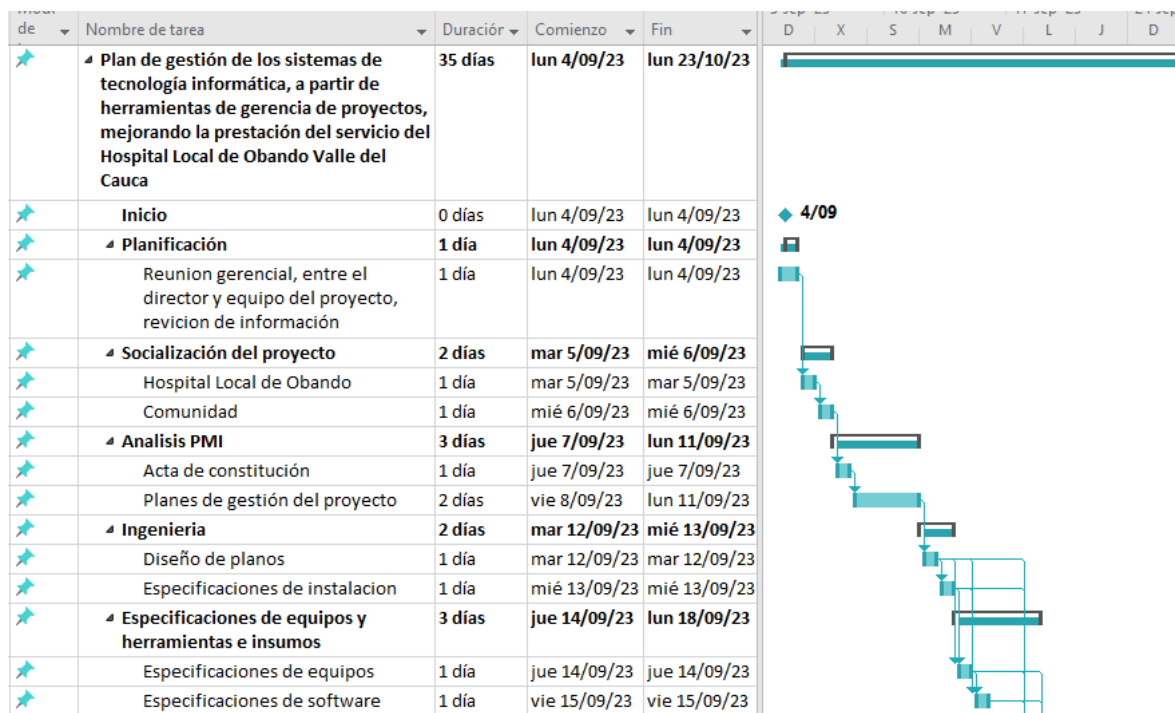 de Nombre de tarea Duración Comienzo Fin D X S M V L J D
Plan de gestión de los sistemas de 35 días lun 4/09/23 lun 23/10/23
tecnología informática, a partir de
herramientas de gerencia de proyectos,
mejorando la prestación del servicio del
Hospital Local de Obando Valle del
Cauca
Inicio 0 días lun 4/09/23 lun 4/09/23 4/09
Planificación 1 día lun 4/09/23 lun 4/09/23
Reunion gerencial, entre el 1 día lun 4/09/23 lun 4/09/23
director y equipo del proyecto,
revicion de información
Socialización del proyecto 2 días mar 5/09/23 mié 6/09/23
Hospital Local de Obando 1 día mar 5/09/23 mar 5/09/23
Comunidad 1 día mié 6/09/23 mié 6/09/23
Analisis PMI 3 días jue 7/09/23 lun 11/09/23
Acta de constitución 1 día jue 7/09/23 jue 7/09/23
Planes de gestión del proyecto 2 días vie 8/09/23 lun 11/09/23
Ingenieria 2 días mar 12/09/23 mié 13/09/23
Diseño de planos 1 día mar 12/09/23 mar 12/09/23
Especificaciones de instalacion 1 día mié 13/09/23 mié 13/09/23
Especificaciones de equipos y 3 días jue 14/09/23 lun 18/09/23
herramientas e insumos
Especificaciones de equipos 1 día jue 14/09/23 jue 14/09/23
Especificaciones de software 1 día vie 15/09/23 vie 15/09/23